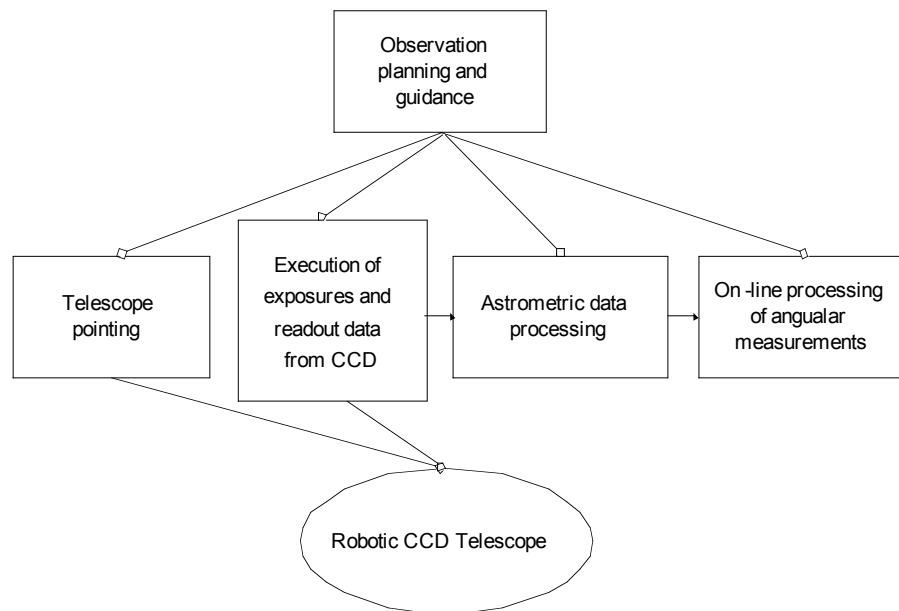 Observation
planning and
guidance
Telescope
pointing
Execution of
exposures and
readout data
from CCD
Astrometric data
processing
On -line processing
of angualar
measurements
Robotic CCD Telescope